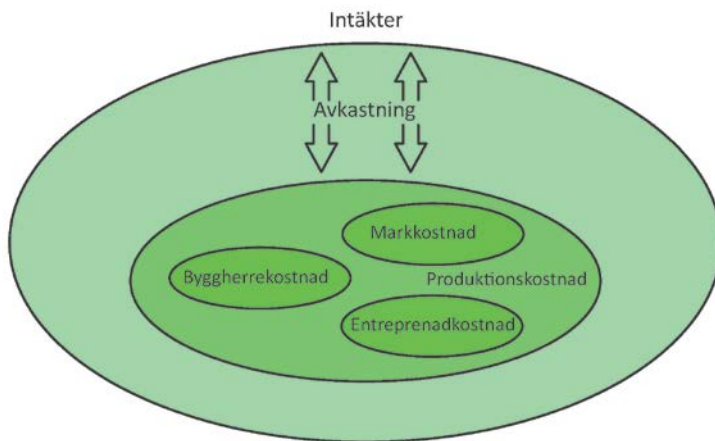 Intäkter
Avkastning
Markkostnad
Byggherrekostnad
Produktionskostnad
Entreprenadkostnad